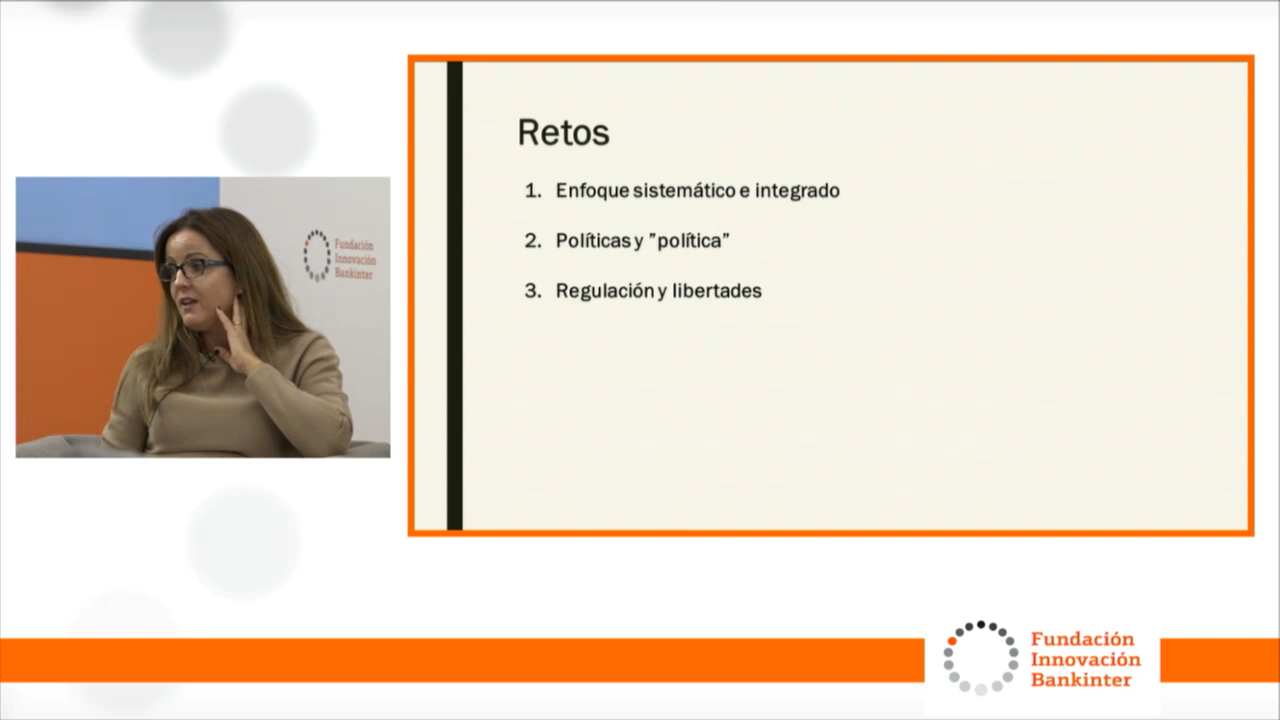 Fundación
Innovación
Bankinter
Retos
1. Enfoque sistemático e integrado
2. Políticas y ”política”
3. Regulación y libertades
Fundación
Innovación
Bankinter